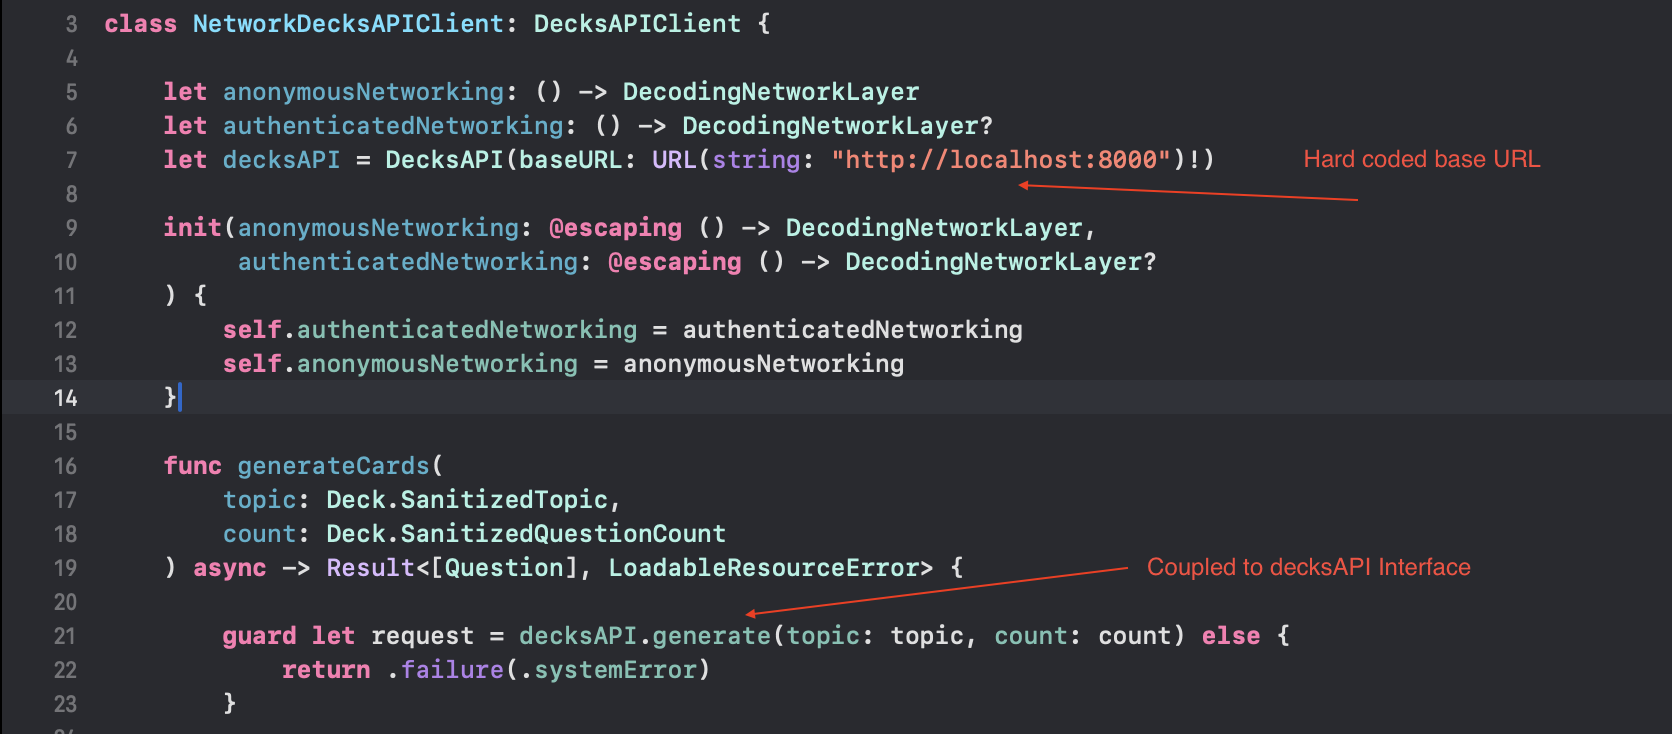 3 class NetworkDecksAPIClient: DecksAPIClient {
4
5 let anonymousNetworking: () -> DecodingNetworkLayer
6 let authenticatedNetworking: () -> DecodingNetworkLayer?
7 let decksAPI = DecksAPI(baseURL: URL(string: "http://localhost:8000")!) Hard coded base URL
8
9 init(anonymousNetworking: @escaping () -> DecodingNetworkLayer,
10 authenticatedNetworking: @escaping () -> DecodingNetworkLayer?
11 ) {
12 self.authenticatedNetworking = authenticatedNetworking
13 self.anonymousNetworking = anonymousNetworking
14 }
15
16 func generateCards(
17 topic: Deck.SanitizedTopic,
18 count: Deck.SanitizedQuestionCount
19 ) async -> Result<[Question], LoadableResourceError> { Coupled to decksAPI Interface
20
21 guard let request = decksAPI.generate(topic: topic, count: count) else {
22 return .failure(.systemError)
23 }